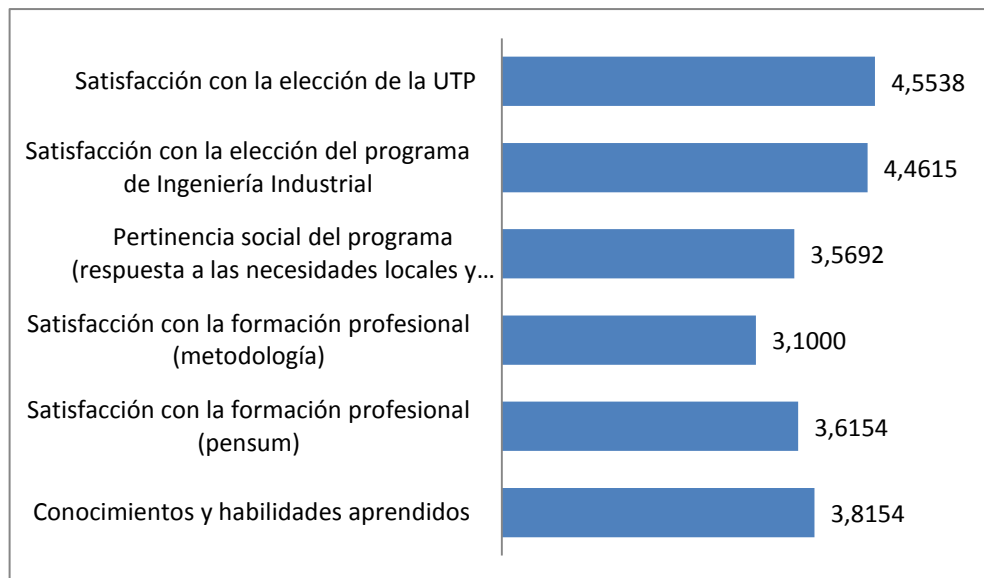 Satisfacción con la elección de la UTP
4,5538
Satisfacción con la elección del programa
de Ingeniería Industrial
4,4615
Pertinencia social del programa
(respuesta a las necesidades locales y…
3,5692
Satisfacción con la formación profesional
(metodología)
3,1000
Satisfacción con la formación profesional
(pensum)
3,6154
Conocimientos y habilidades aprendidos
3,8154